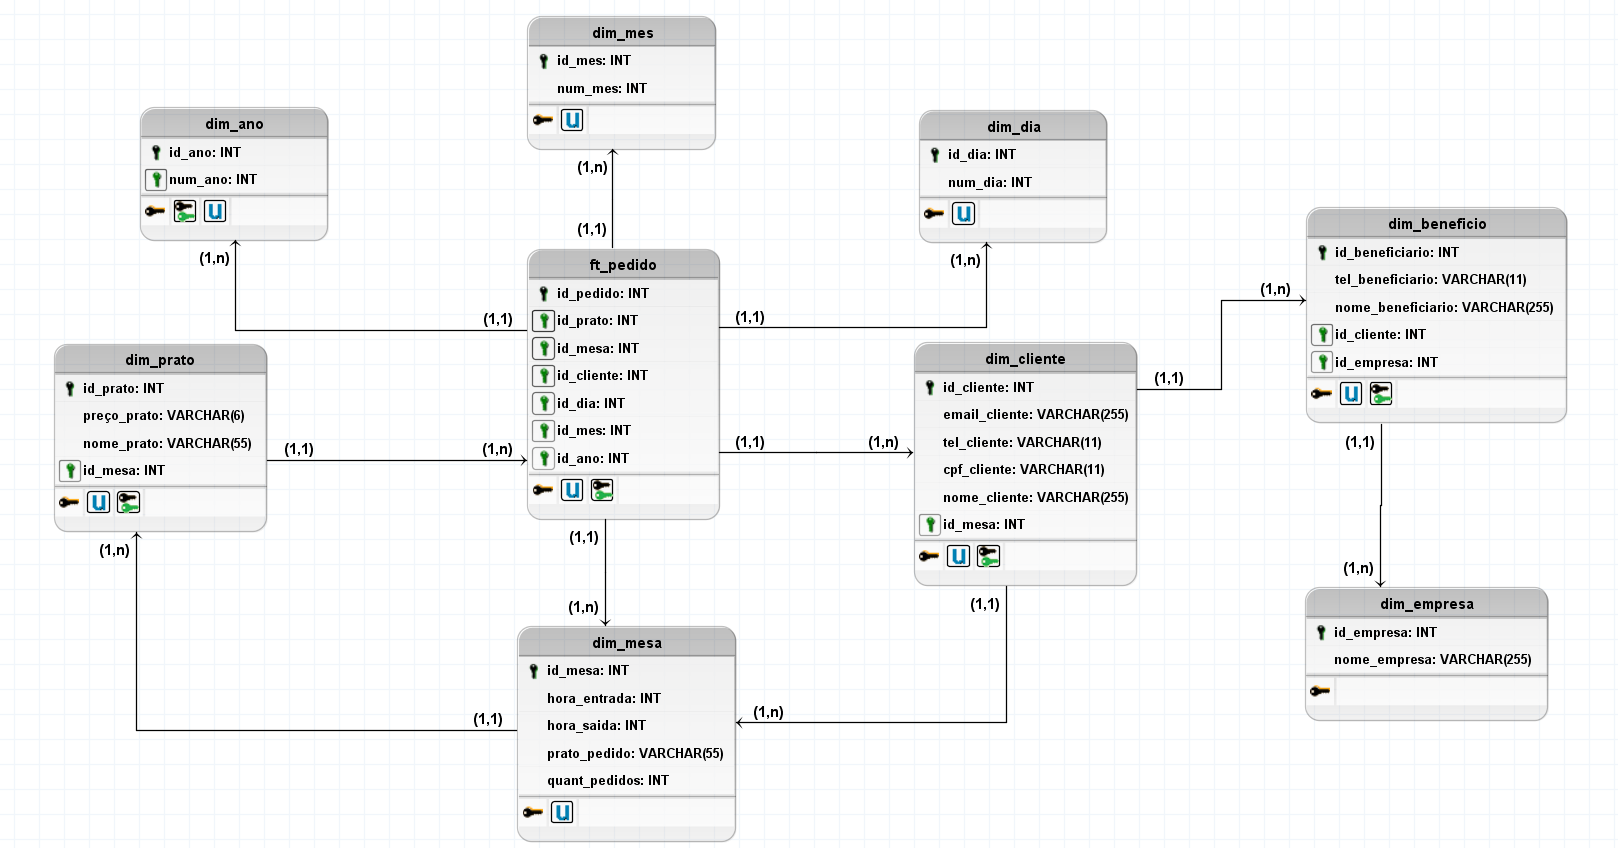 dim_mes
id_mes: INT
num_mes: INT
U
(1,n)
(1,1)
dim_ano
id_ano: INT
num_ano: INT
U
(1,n)
(1,1)
dim_dia
id_dia: INT
num_dia: INT
U
(1,n)
(1,1)
ft_pedido
id_pedido: INT
id_prato: INT
id_mesa: INT
id_cliente: INT
id_dia: INT
id_mes: INT
id_ano: INT
U
dim_beneficio
id_beneficiario: INT
tel_beneficiario: VARCHAR(11)
nome_beneficiario: VARCHAR(255)
id_cliente: INT
id_empresa: INT
U
(1,n)
(1,1)
dim_prato
id_prato: INT
preço_prato: VARCHAR(6)
nome_prato: VARCHAR(55)
id_mesa: INT
U
(1,1)
(1,n)
(1,1)
(1,n)
dim_cliente
id_cliente: INT
email_cliente: VARCHAR(255)
tel_cliente: VARCHAR(11)
cpf_cliente: VARCHAR(11)
nome_cliente: VARCHAR(255)
id_mesa: INT
U
(1,1)
(1,n)
(1,n)
(1,1)
(1,1)
(1,n)
dim_mesa
id_mesa: INT
hora_entrada: INT
hora_saida: INT
prato_pedido: VARCHAR(55)
quant_pedidos: INT
U
(1,1)
(1,n)
dim_empresa
id_empresa: INT
nome_empresa: VARCHAR(255)